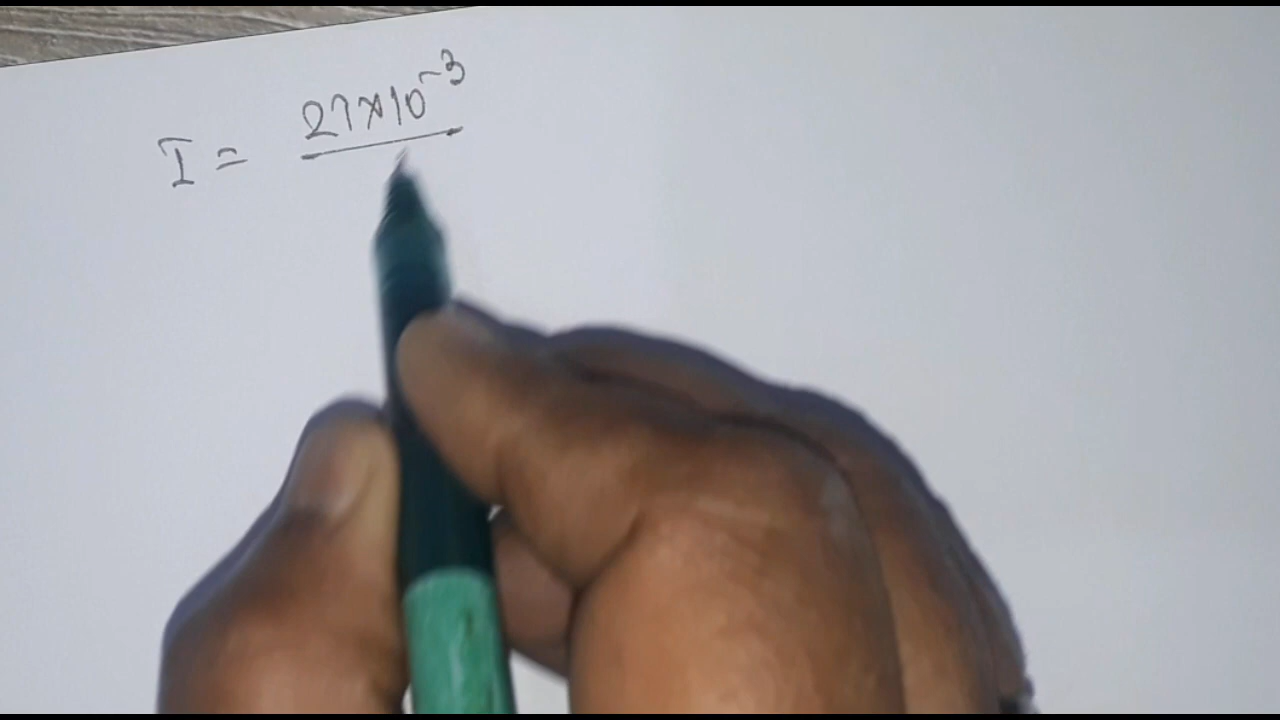 I = 27×10⁻³